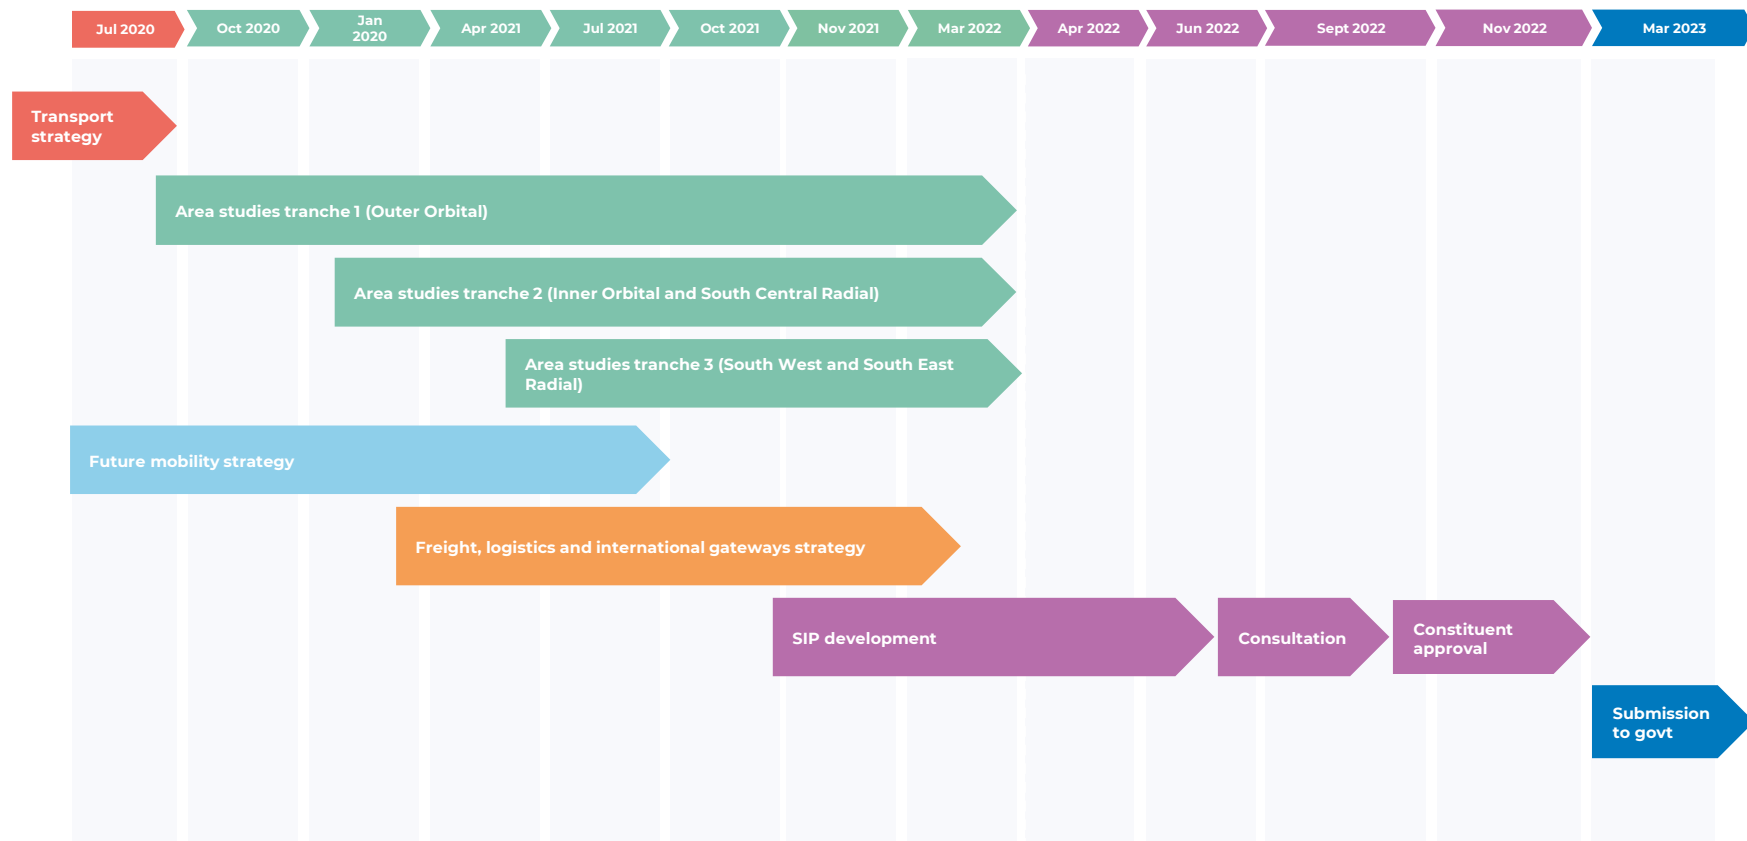 Jul 2020
Oct 2020
Jan
2020
Apr 2021
Jul 2021
Oct 2021
Nov 2021
Mar 2022
Apr 2022
Jun 2022
Sept 2022
Nov 2022
Mar 2023
Transport
strategy
Area studies tranche 1 (Outer Orbital)
Area studies tranche 2 (Inner Orbital and South Central Radial)
Area studies tranche 3 (South West and South East
Radial)
Future mobility strategy
Freight, logistics and international gateways strategy
SIP development
Consultation
Constituent
approval
Submission
to govt